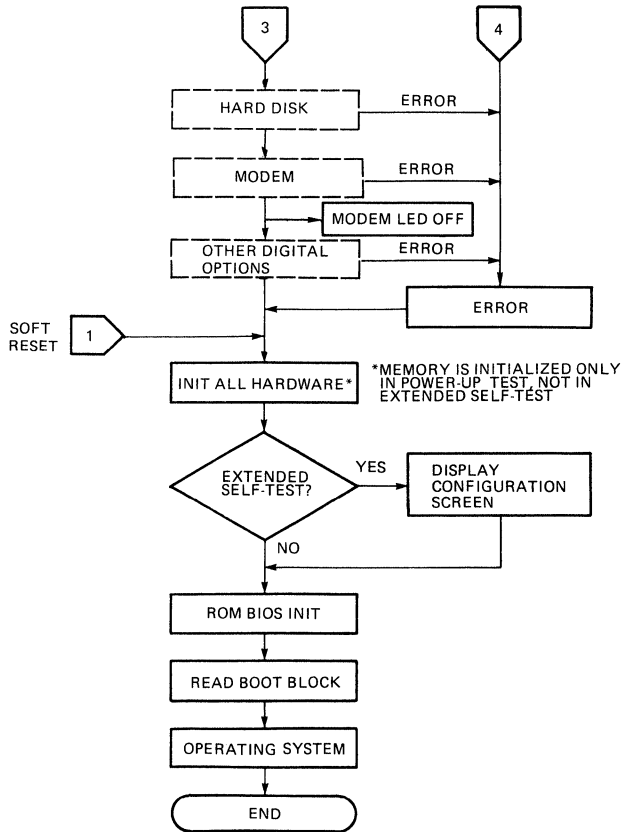 3
4
HARD DISK
ERROR
MODEM
ERROR
MODEM LED OFF
OTHER DIGITAL
OPTIONS
ERROR
ERROR
SOFT
RESET
1
INIT ALL HARDWARE*
*MEMORY IS INITIALIZED ONLY
IN POWER-UP TEST, NOT IN
EXTENDED SELF-TEST
EXTENDED
SELF-TEST?
YES
DISPLAY
CONFIGURATION
SCREEN
NO
ROM BIOS INIT
READ BOOT BLOCK
OPERATING SYSTEM
END